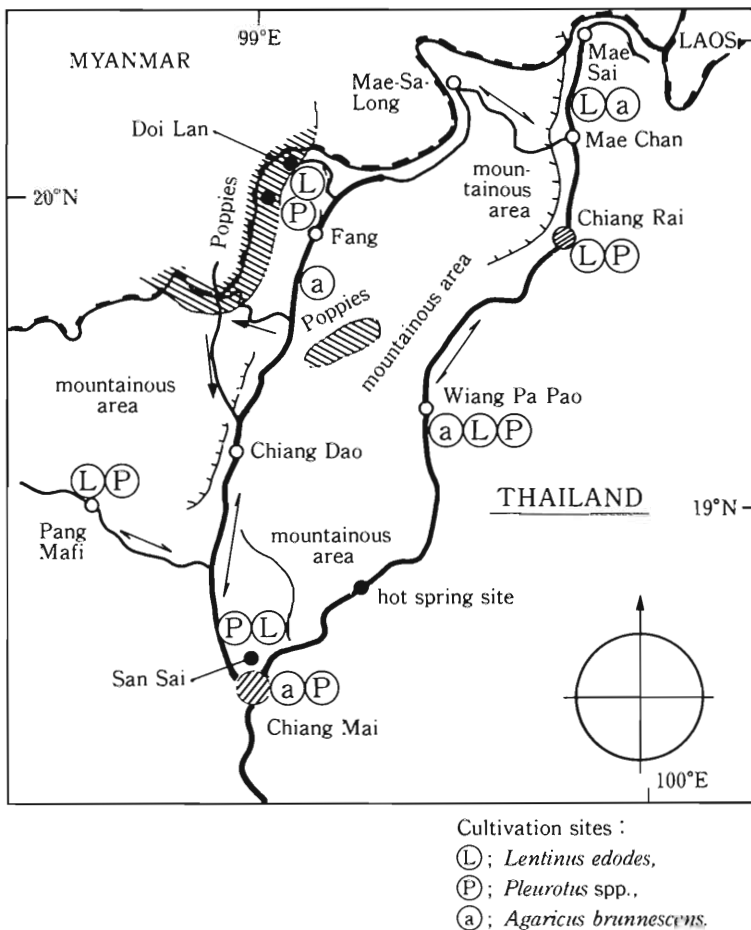 99°E
MYANMAR
LAOS
Mae
Sai
Mae-Sa-
Long
L a
Doi Lan
Mae Chan
moun-
tainous
area
20°N
L
P
Poppies
Chiang Rai
Fang
L P
a
Poppies
mountainous area
mountainous
area
Wiang Pa Pao
a L P
Chiang Dao
L P
THAILAND
19°N
Pang
Mafi
mountainous
area
hot spring site
P L
San Sai
a P
Chiang Mai
100°E
Cultivation sites :
L ; Lentinus edodes,
P ; Pleurotus spp.,
a ; Agaricus brunnescens.